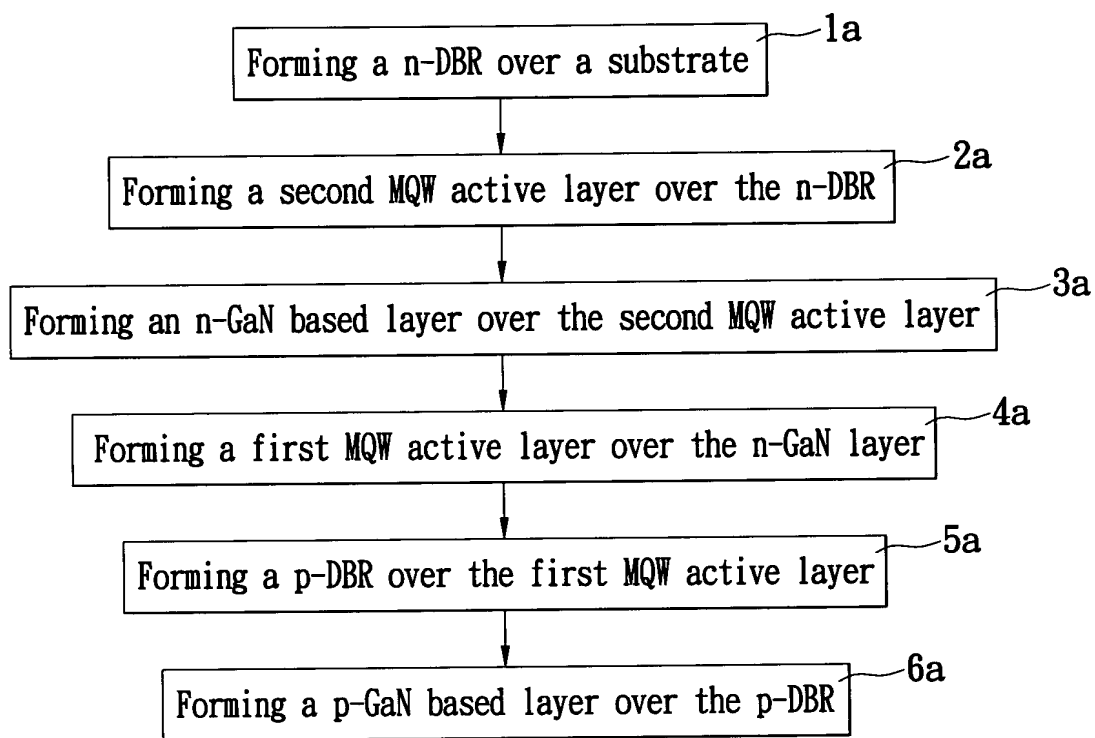 1a
Forming a n-DBR over a substrate
2a
Forming a second MQW active layer over the n-DBR
3a
Forming an n-GaN based layer over the second MQW active layer
4a
Forming a first MQW active layer over the n-GaN layer
5a
Forming a p-DBR over the first MQW active layer
6a
Forming a p-GaN based layer over the p-DBR